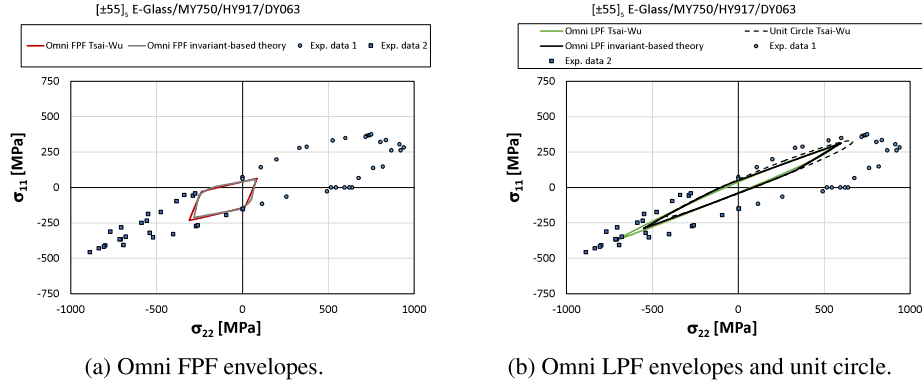 [±55]s E-Glass/MY750/HY917/DY063
Omni FPF Tsai-Wu
Omni FPF invariant-based theory
Exp. data 1
Exp. data 2
750
500
250
0
-250
-500
-750
σ11 [MPa]
-1000
-500
0
500
1000
σ22 [MPa]
(a) Omni FPF envelopes.
[±55]s E-Glass/MY750/HY917/DY063
Omni LPF Tsai-Wu
Unit Circle Tsai-Wu
Omni LPF invariant-based theory
Exp. data 1
Exp. data 2
750
500
250
0
-250
-500
-750
σ11 [MPa]
-1000
-500
0
500
1000
σ22 [MPa]
(b) Omni LPF envelopes and unit circle.